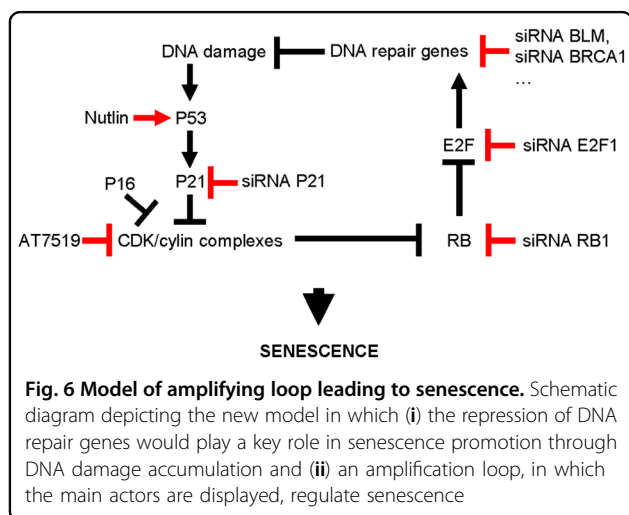 DNA damage
DNA repair genes
siRNA BLM,
siRNA BRCA1
...
Nutlin
P53
E2F
siRNA E2F1
P16
P21
siRNA P21
AT7519
CDK/cylin complexes
RB
siRNA RB1
SENESCENCE
Fig. 6 Model of amplifying loop leading to senescence. Schematic
diagram depicting the new model in which (i) the repression of DNA
repair genes would play a key role in senescence promotion through
DNA damage accumulation and (ii) an amplification loop, in which
the main actors are displayed, regulate senescence